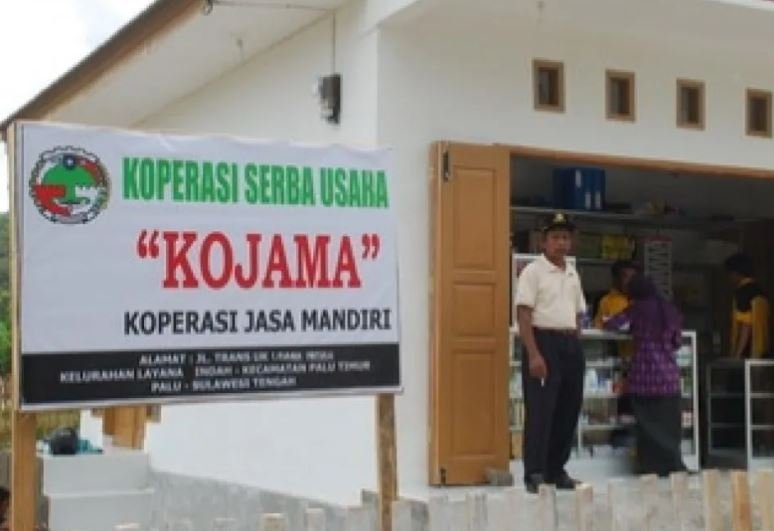 KOPERASI SERBA USAHA
"KOJAMA"
KOPERASI JASA MANDIRI
ALAMAT : JL. TRANS
KELURAHAN LAYANA INDAH - KECAMATAN PALU TIMUR
PALU - SULAWESI TENGAH